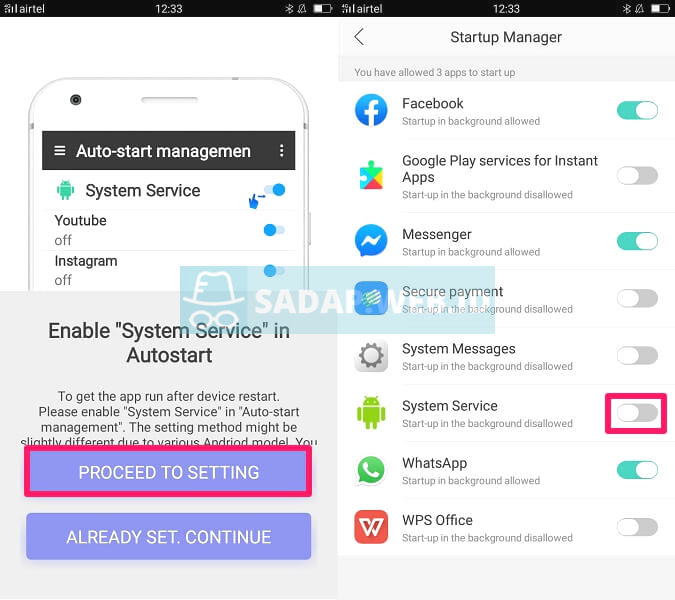 airtel
12:33
Auto-start managemen
System Service
Youtube
off
Instagram
off
Enable "System Service" in
Autostart
To get the app run after device restart.
Please enable "System Service" in "Auto-start
management". The setting method might be
slightly different due to various Andriod model. You
PROCEED TO SETTING
ALREADY SET. CONTINUE
airtel
12:33
Startup Manager
You have allowed 3 apps to start up
Facebook
Startup in background allowed
Google Play services for Instant
Apps
Start-up in the background disallowed
Messenger
Startup in background allowed
Secure payment
Start-up in the background disallowed
System Messages
Start-up in the background disallowed
System Service
Start-up in the background disallowed
WhatsApp
Startup in background allowed
WPS Office
Start-up in the background disallowed
SADAP.WEB.ID